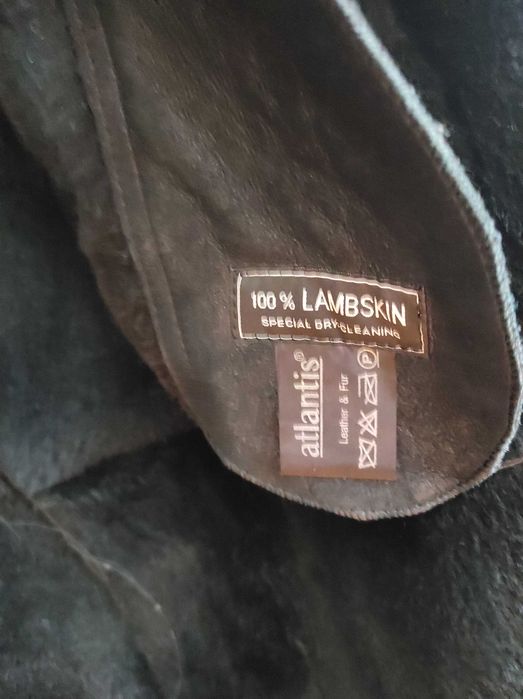 100 % LAMBSKIN
SPECIAL DRY-CLEANING
atlantis®
Leather & Fur
P